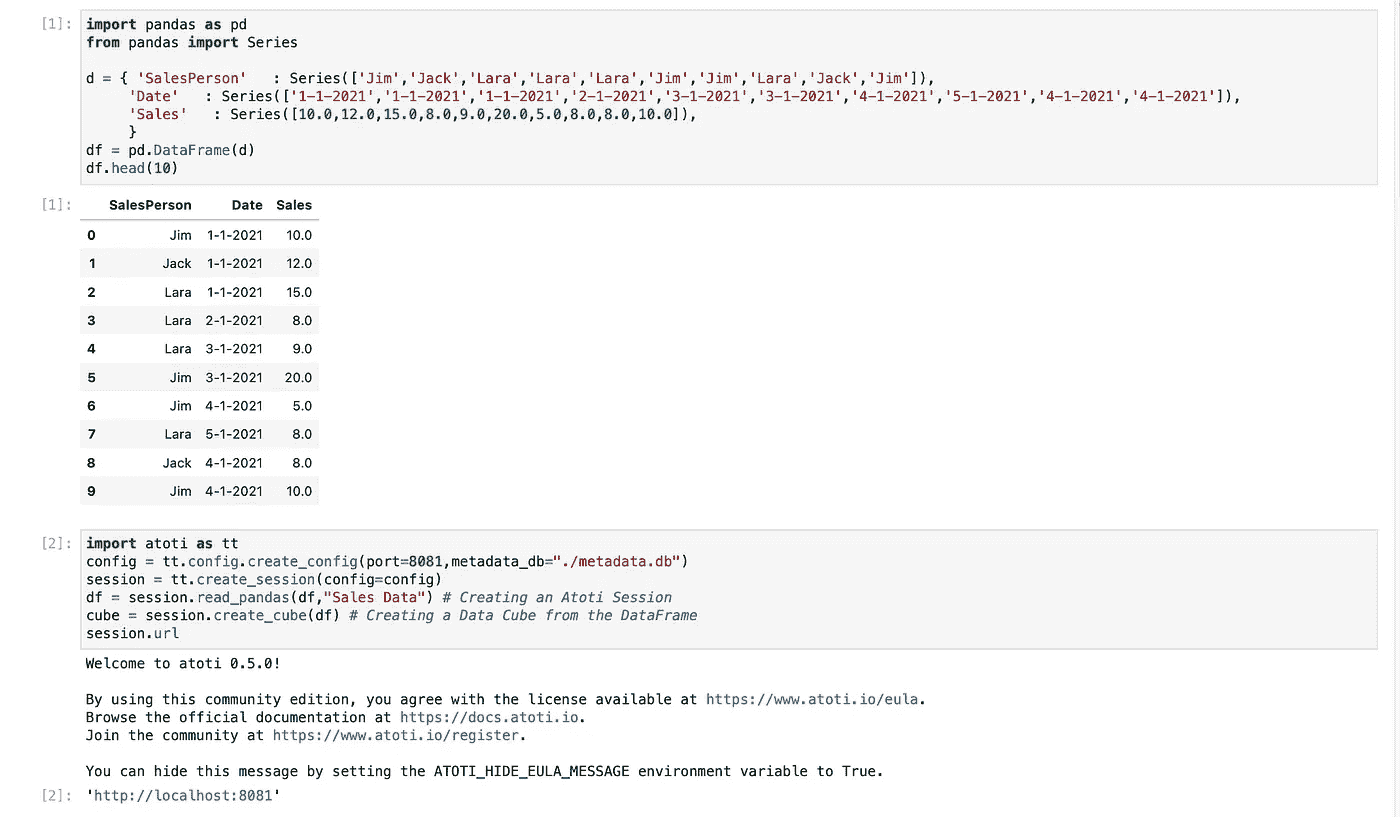 [1]: import pandas as pd
from pandas import Series
d = { 'SalesPerson'   : Series(['Jim','Jack','Lara','Lara','Lara','Jim','Jim','Lara','Jack','Jim']),
'Date'   : Series(['1-1-2021','1-1-2021','1-1-2021','2-1-2021','3-1-2021','3-1-2021','4-1-2021','5-1-2021','4-1-2021','4-1-2021']),
'Sales'   : Series([10.0,12.0,15.0,8.0,9.0,20.0,5.0,8.0,8.0,10.0]),
}
df = pd.DataFrame(d)
df.head(10)
[1]: SalesPerson Date Sales
0 Jim 1-1-2021 10.0
1 Jack 1-1-2021 12.0
2 Lara 1-1-2021 15.0
3 Lara 2-1-2021 8.0
4 Lara 3-1-2021 9.0
5 Jim 3-1-2021 20.0
6 Jim 4-1-2021 5.0
7 Lara 5-1-2021 8.0
8 Jack 4-1-2021 8.0
9 Jim 4-1-2021 10.0
[2]: import atoti as tt
config = tt.config.create_config(port=8081,metadata_db="./metadata.db")
session = tt.create_session(config=config)
df = session.read_pandas(df,"Sales Data") # Creating an Atoti Session
cube = session.create_cube(df) # Creating a Data Cube from the DataFrame
session.url
Welcome to atoti 0.5.0!
By using this community edition, you agree with the license available at https://www.atoti.io/eula.
Browse the official documentation at https://docs.atoti.io.
Join the community at https://www.atoti.io/register.
You can hide this message by setting the ATOTI_HIDE_EULA_MESSAGE environment variable to True.
[2]: 'http://localhost:8081'